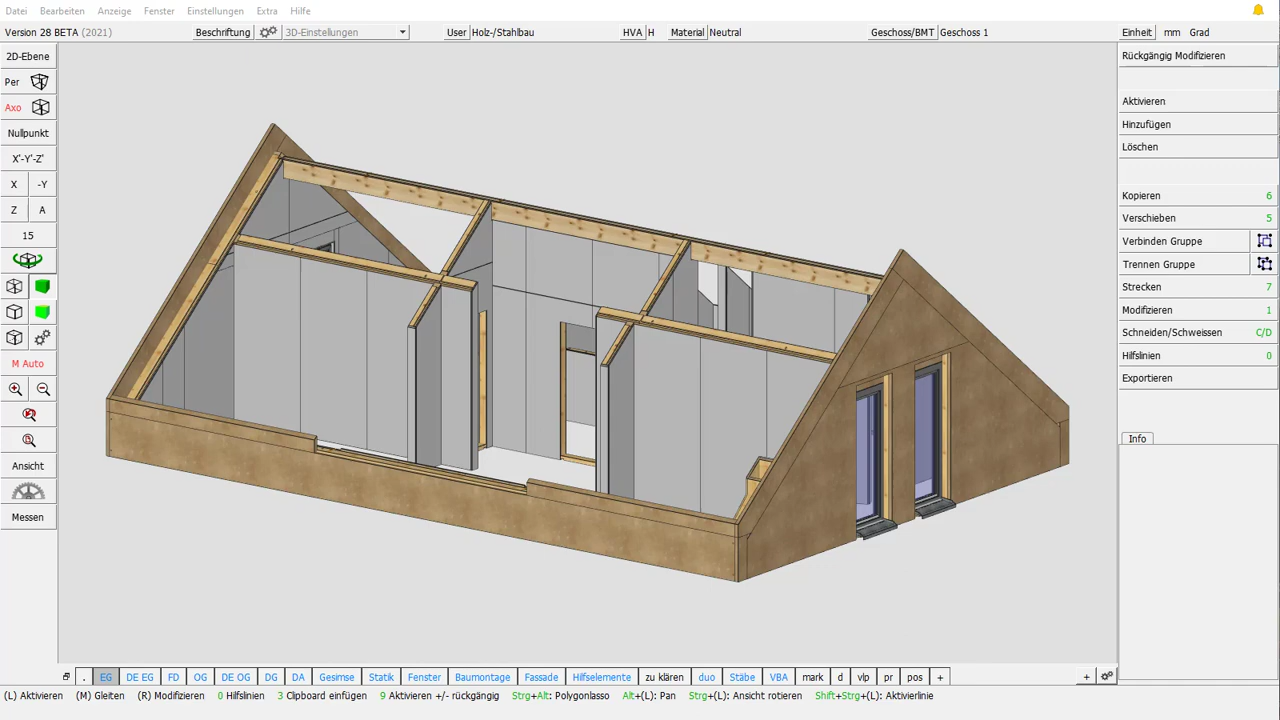 Datei Bearbeiten Anzeige Fenster Einstellungen Extra Hilfe
Version 28 BETA (2021) Beschriftung 3D-Einstellungen User Holz-/Stahlbau HVA H Material Neutral Geschoss/BMT Geschoss 1 Einheit mm Grad
2D-Ebene
Per
Axo
Nullpunkt
X'-Y'-Z'
X -Y
Z A
15
M Auto
Ansicht
Messen
Rückgängig Modifizieren
Aktivieren
Hinzufügen
Löschen
Kopieren 6
Verschieben 5
Verbinden Gruppe
Trennen Gruppe
Strecken 7
Modifizieren 1
Schneiden/Schweissen C/D
Hilfslinien 0
Exportieren
Info
. EG DE EG FD OG DE OG DG DA Gesimse Statik Fenster Baumontage Fassade Hilfselemente zu klären duo Stäbe VBA mark d vlp pr pos + +
(L) Aktivieren (M) Gleiten (R) Modifizieren 0 Hilfslinien 3 Clipboard einfügen 9 Aktivieren +/- rückgängig Strg+Alt: Polygonlasso Alt+(L): Pan Strg+(L): Ansicht rotieren Shift+Strg+(L): Aktivierlinie